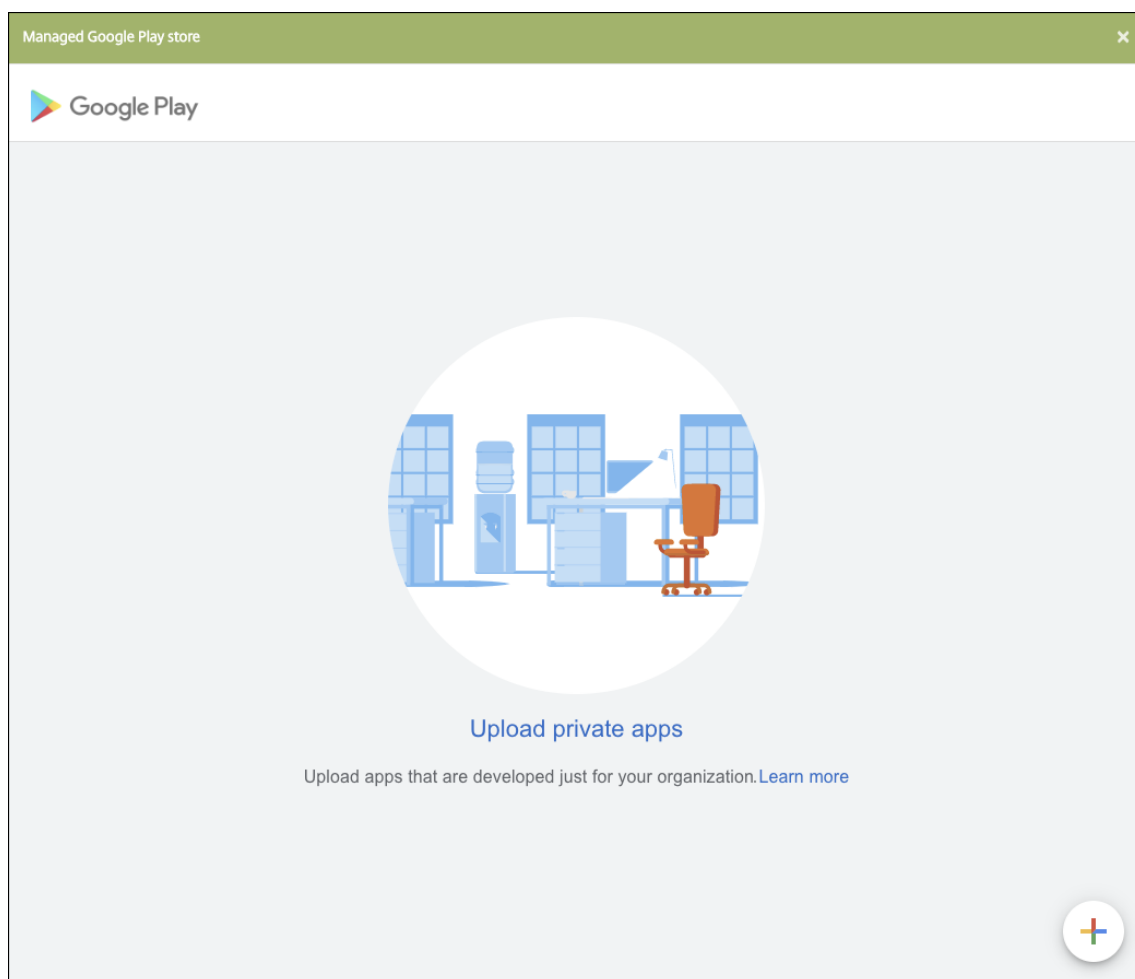 Managed Google Play store
Google Play
Upload private apps
Upload apps that are developed just for your organization. Learn more